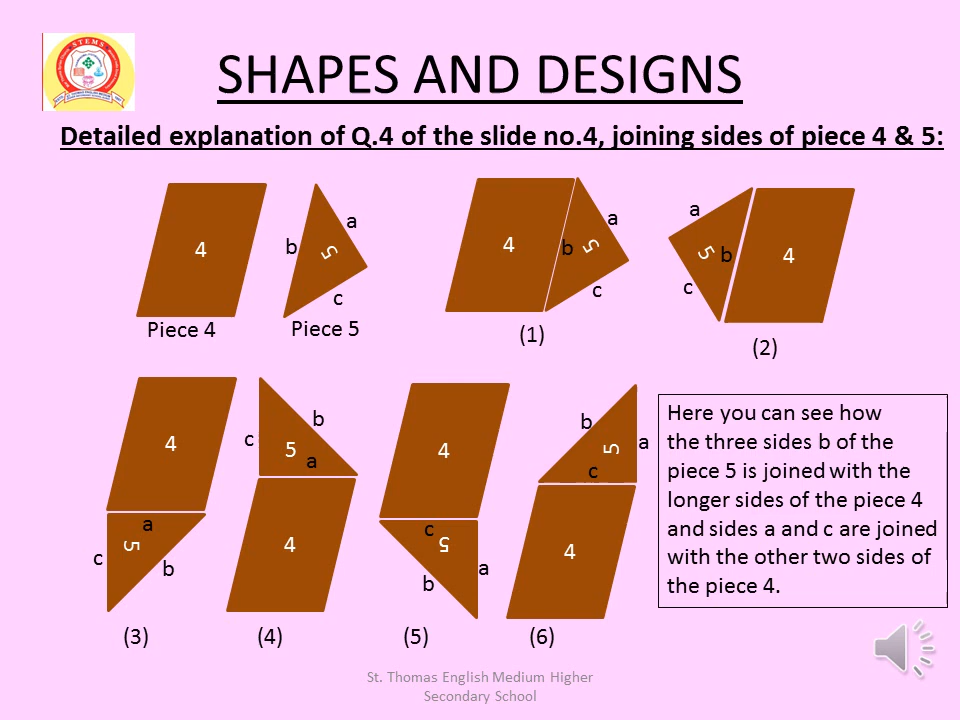 STEMS
SHAPES AND DESIGNS
Detailed explanation of Q.4 of the slide no.4, joining sides of piece 4 & 5:
4
b
5
a
c
Piece 4
Piece 5
4
b
5
a
c
(1)
a
5
b
c
4
(2)
4
a
5
c
b
(3)
b
c
5
a
4
(4)
4
c
5
a
b
(5)
b
5
a
c
4
(6)
Here you can see how
the three sides b of the
piece 5 is joined with the
longer sides of the piece 4
and sides a and c are joined
with the other two sides of
the piece 4.
St. Thomas English Medium Higher
Secondary School